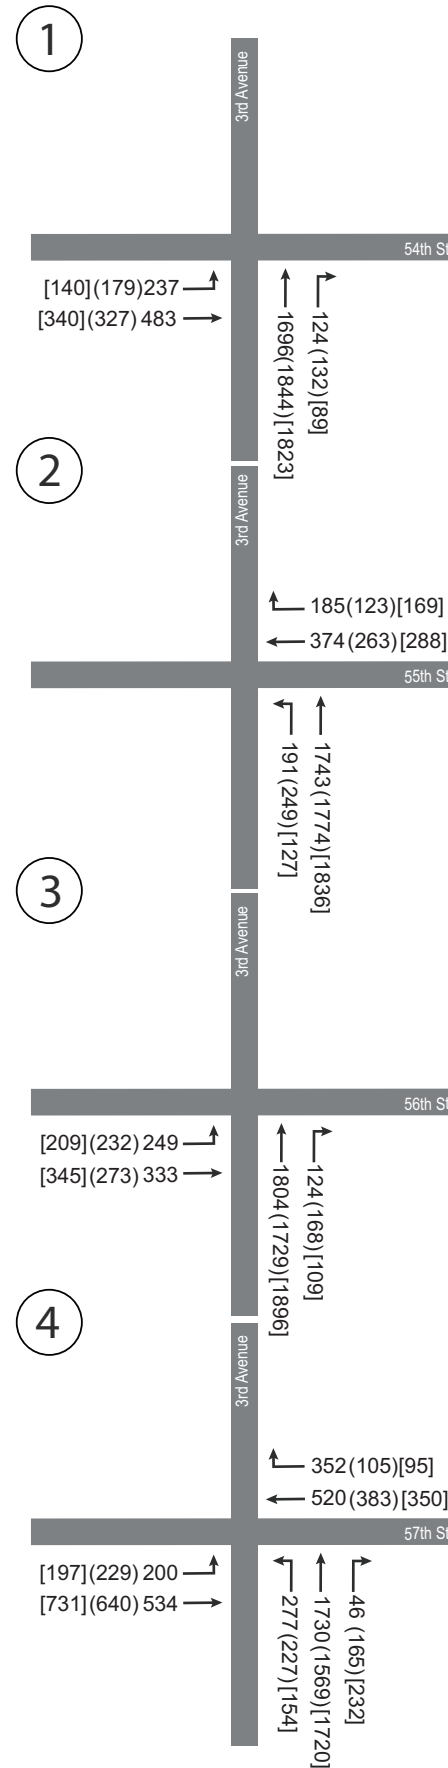 1
3rd Avenue
54th St
[140](179)237
[340](327) 483
1696(1844)[1823]
124(132)[89]
2
3rd Avenue
185(123)[169]
374(263)[288]
55th St
191(249)[127]
1743(1774)[1836]
3
3rd Avenue
56th St
[209](232) 249
[345](273) 333
1804(1729)[1896]
124(168)[109]
4
3rd Avenue
352(105)[95]
520(383)[350]
57th St
[197](229) 200
[731](640) 534
277(227)[154]
1730(1569)[1720]
46 (165)[232]